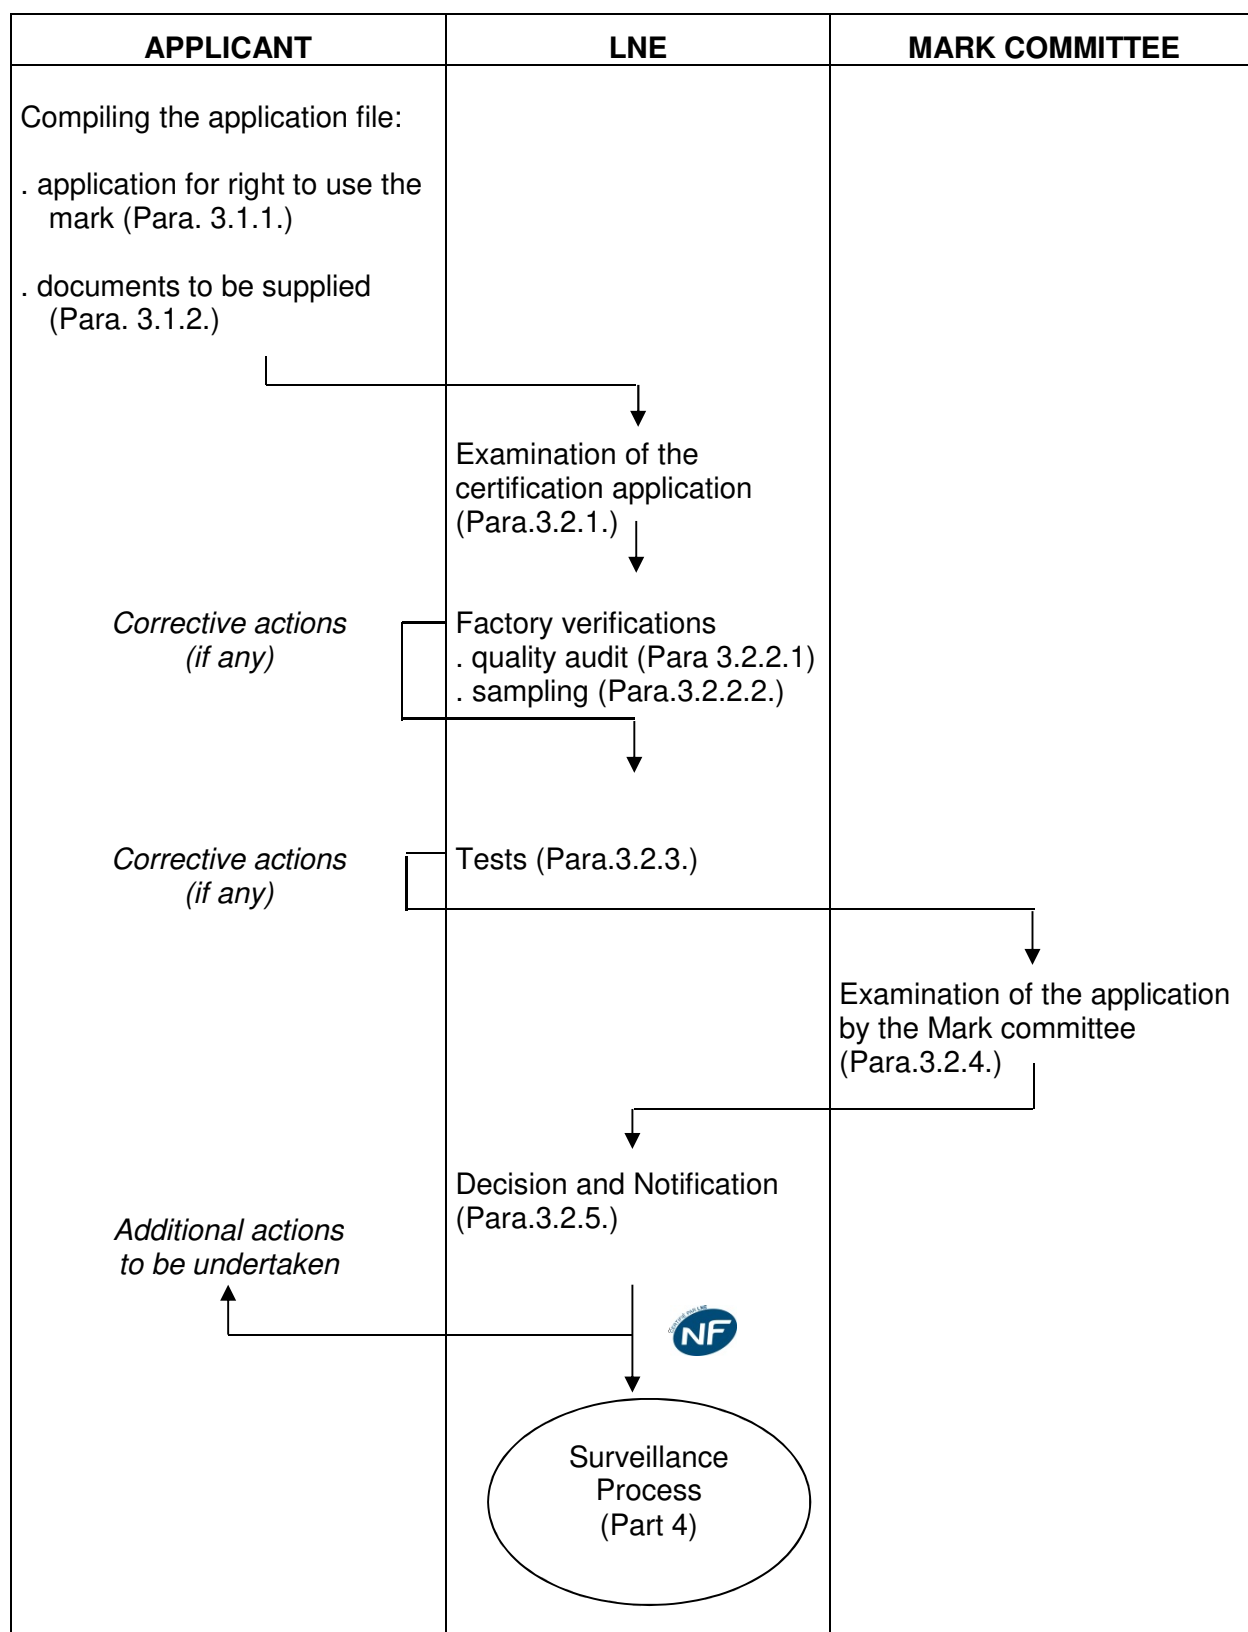 APPLICANT
LNE
MARK COMMITTEE
Compiling the application file:
. application for right to use the
mark (Para. 3.1.1.)
. documents to be supplied
(Para. 3.1.2.)
Examination of the
certification application
(Para.3.2.1.)
Corrective actions
(if any)
Factory verifications
. quality audit (Para 3.2.2.1)
. sampling (Para.3.2.2.2.)
Corrective actions
(if any)
Tests (Para.3.2.3.)
Examination of the application
by the Mark committee
(Para.3.2.4.)
Decision and Notification
(Para.3.2.5.)
Additional actions
to be undertaken
CERTIFIÉ PAR LNE
NF
Surveillance
Process
(Part 4)